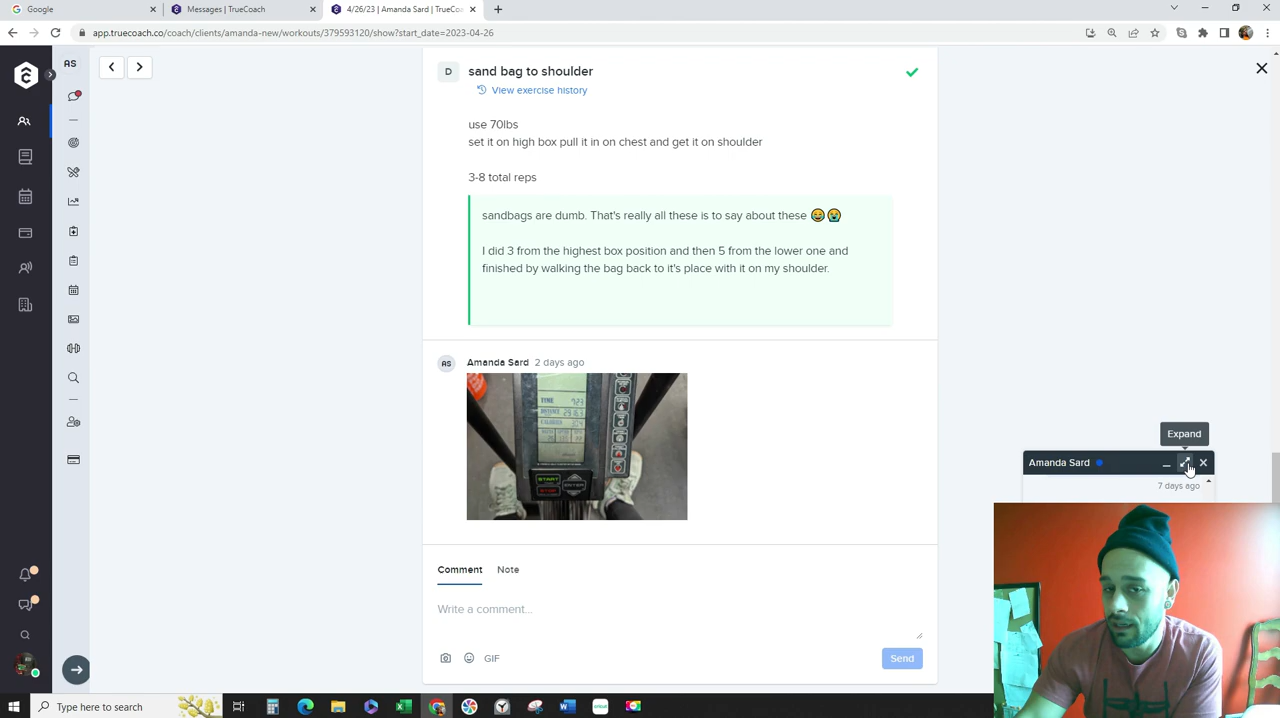 Google
Messages | TrueCoach
4/26/23 | Amanda Sard | TrueCoa
app.truecoach.co/coach/clients/amanda-new/workouts/379593120/show?start_date=2023-04-26
AS
D
sand bag to shoulder
View exercise history
use 70lbs
set it on high box pull it in on chest and get it on shoulder
3-8 total reps
sandbags are dumb. That's really all these is to say about these 😅😭
I did 3 from the highest box position and then 5 from the lower one and
finished by walking the bag back to it's place with it on my shoulder.
AS
Amanda Sard 2 days ago
TIME
CALORIES
START
STOP
ENTER
Expand
Amanda Sard
7 days ago
Comment
Note
Write a comment...
GIF
Send
Type here to search